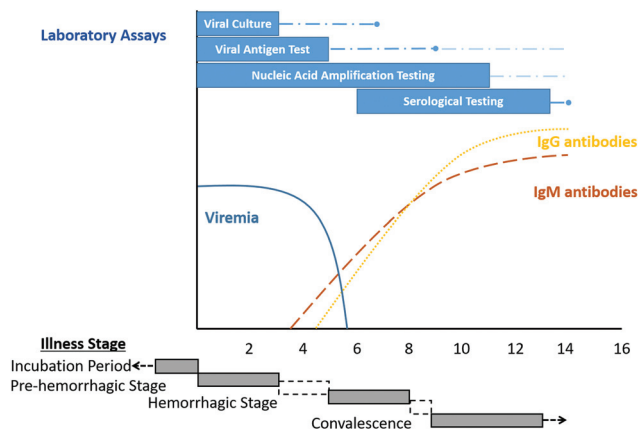 Laboratory Assays
Viral Culture
Viral Antigen Test
Nucleic Acid Amplification Testing
Serological Testing
IgG antibodies
IgM antibodies
Viremia
Illness Stage
2 4 6 8 10 12 14 16
Incubation Period
Pre-hemorrhagic Stage
Hemorrhagic Stage
Convalescence